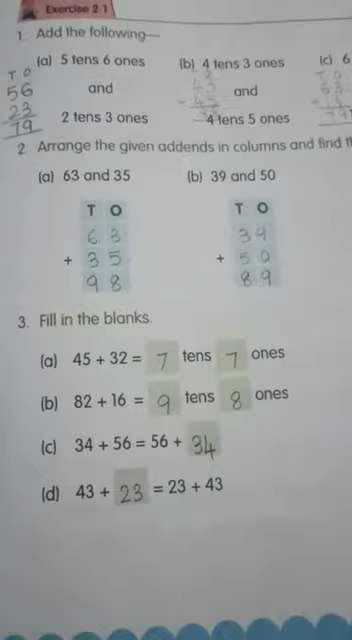 Exercise 2.1
1 Add the following—
(a) 5 tens 6 ones (b) 4 tens 3 ones (c) 6
T O
56 and and
23
79 2 tens 3 ones 4 tens 5 ones
2. Arrange the given addends in columns and find
(a) 63 and 35 (b) 39 and 50
T O T O
6 3 3 9
+ 3 5 + 5 0
9 8 8 9
3. Fill in the blanks.
(a) 45 + 32 = 7 tens 7 ones
(b) 82 + 16 = 9 tens 8 ones
(c) 34 + 56 = 56 + 34
(d) 43 + 23 = 23 + 43